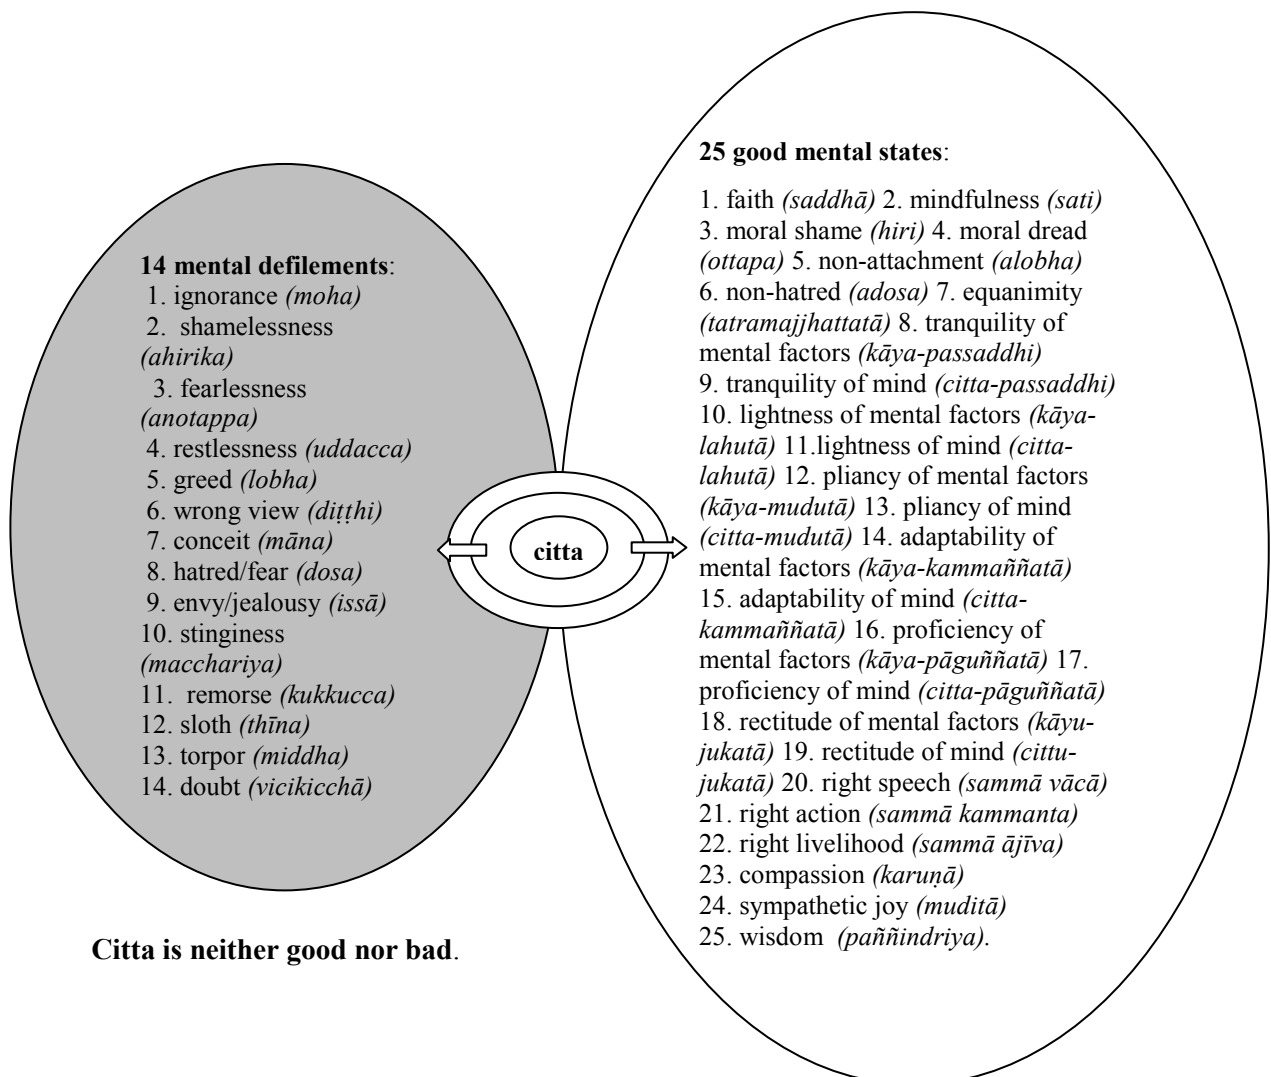 14 mental defilements:
1. ignorance (moha)
2. shamelessness
(ahirika)
3. fearlessness
(anotappa)
4. restlessness (uddacca)
5. greed (lobha)
6. wrong view (diṭṭhi)
7. conceit (māna)
8. hatred/fear (dosa)
9. envy/jealousy (issā)
10. stinginess
(macchariya)
11. remorse (kukkucca)
12. sloth (thīna)
13. torpor (middha)
14. doubt (vicikicchā)
Citta is neither good nor bad.
citta
25 good mental states:
1. faith (saddhā) 2. mindfulness (sati)
3. moral shame (hiri) 4. moral dread
(ottapa) 5. non-attachment (alobha)
6. non-hatred (adosa) 7. equanimity
(tatramajjhattatā) 8. tranquility of
mental factors (kāya-passaddhi)
9. tranquility of mind (citta-passaddhi)
10. lightness of mental factors (kāya-
lahutā) 11.lightness of mind (citta-
lahutā) 12. pliancy of mental factors
(kāya-mudutā) 13. pliancy of mind
(citta-mudutā) 14. adaptability of
mental factors (kāya-kammaññatā)
15. adaptability of mind (citta-
kammaññatā) 16. proficiency of
mental factors (kāya-pāguññatā) 17.
proficiency of mind (citta-pāguññatā)
18. rectitude of mental factors (kāyu-
jukatā) 19. rectitude of mind (cittu-
jukatā) 20. right speech (sammā vācā)
21. right action (sammā kammanta)
22. right livelihood (sammā ājīva)
23. compassion (karuṇā)
24. sympathetic joy (muditā)
25. wisdom (paññindriya).